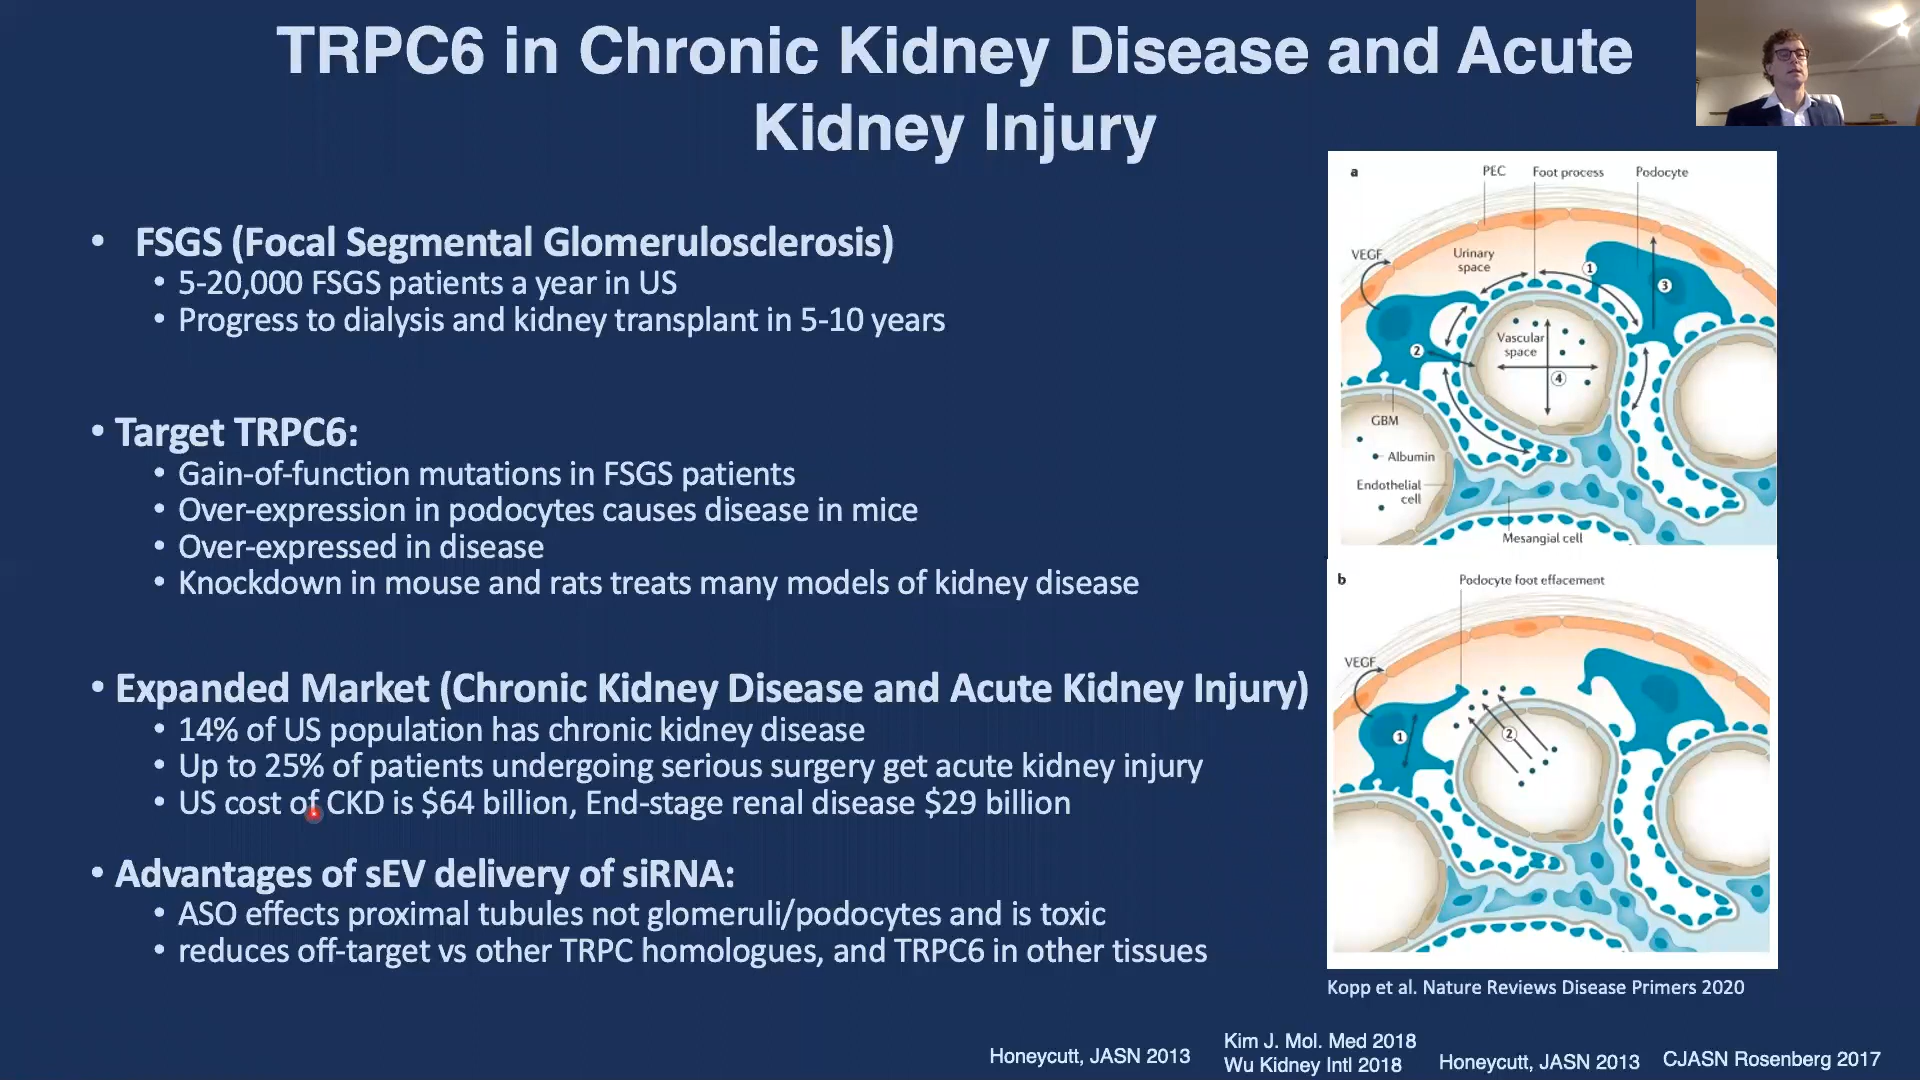 TRPC6 in Chronic Kidney Disease and Acute
Kidney Injury
• FSGS (Focal Segmental Glomerulosclerosis)
• 5-20,000 FSGS patients a year in US
• Progress to dialysis and kidney transplant in 5-10 years
• Target TRPC6:
• Gain-of-function mutations in FSGS patients
• Over-expression in podocytes causes disease in mice
• Over-expressed in disease
• Knockdown in mouse and rats treats many models of kidney disease
• Expanded Market (Chronic Kidney Disease and Acute Kidney Injury)
• 14% of US population has chronic kidney disease
• Up to 25% of patients undergoing serious surgery get acute kidney injury
• US cost of CKD is $64 billion, End-stage renal disease $29 billion
• Advantages of sEV delivery of siRNA:
• ASO effects proximal tubules not glomeruli/podocytes and is toxic
• reduces off-target vs other TRPC homologues, and TRPC6 in other tissues
a
PEC
Foot process
Podocyte
VEGF
Urinary
space
1
3
Vascular
space
2
4
GBM
Albumin
Endothelial
cell
Mesangial cell
b
Podocyte foot effacement
VEGF
1
2
Kopp et al. Nature Reviews Disease Primers 2020
Honeycutt, JASN 2013
Kim J. Mol. Med 2018
Wu Kidney Intl 2018
Honeycutt, JASN 2013
CJASN Rosenberg 2017